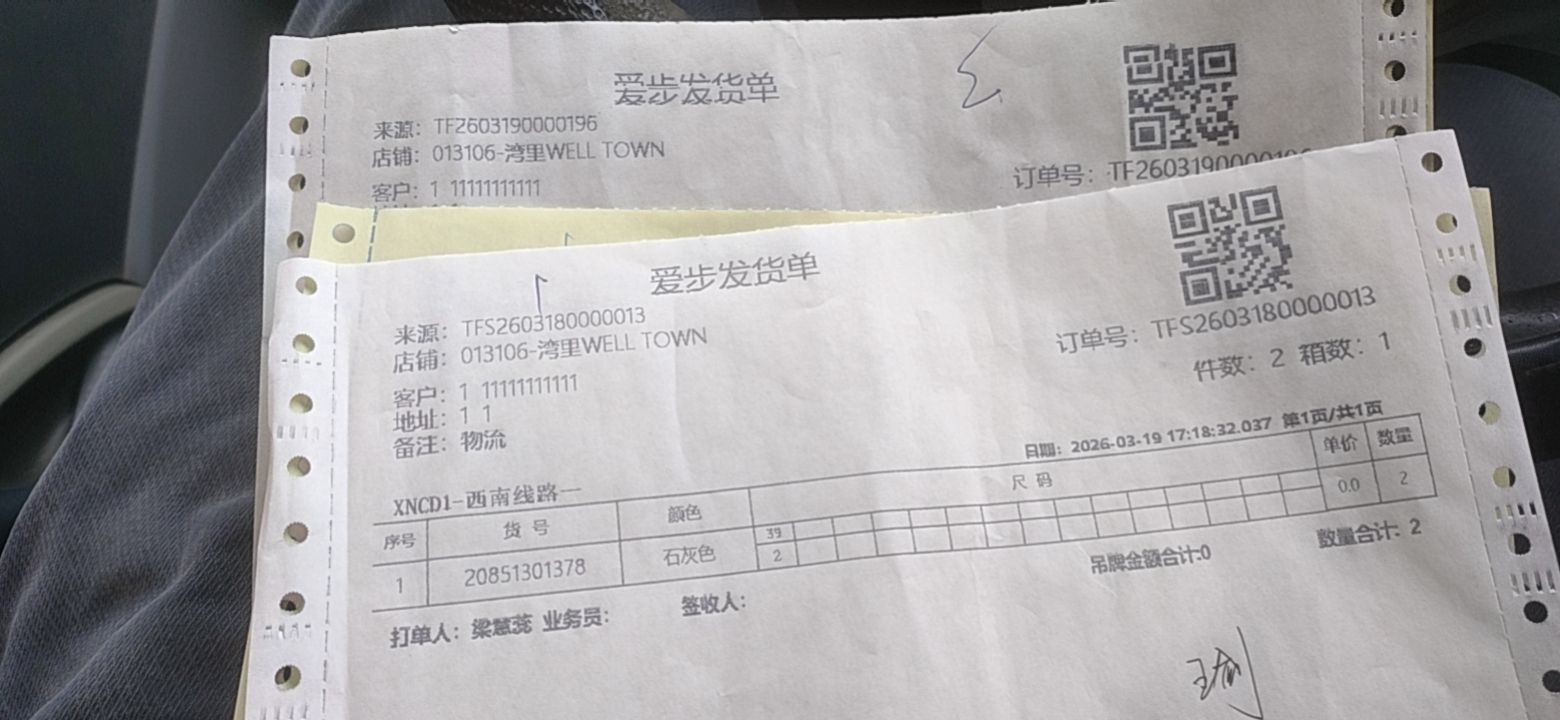 爱步发货单
来源：TF2603190000196
店铺：013106-湾里WELL TOWN
客户：1 11111111111
订单号：TF2603190000196
爱步发货单
来源：TFS2603180000013
店铺：013106-湾里WELL TOWN
客户：1 11111111111
地址：1 1
备注：物流
订单号：TFS2603180000013
件数：2 箱数：1
日期：2026-03-19 17:18:32.037 第1页/共1页
XNCD1-西南线路一
序号 货号 颜色 尺码 单价 数量
39
1 20851301378 石灰色 2 0.0 2
吊牌金额合计:0 数量合计：2
打单人：梁慧蕊 业务员： 签收人：